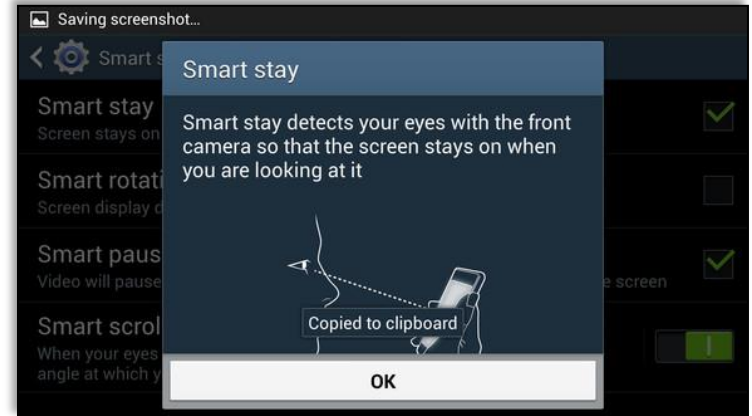 Saving screenshot...
Smart s
Smart stay
Smart stay
Screen stays on
Smart stay detects your eyes with the front
camera so that the screen stays on when
you are looking at it
Smart rotati
Screen display d
Smart paus
Video will pause
e screen
Smart scrol
When your eyes
angle at which y
Copied to clipboard
OK